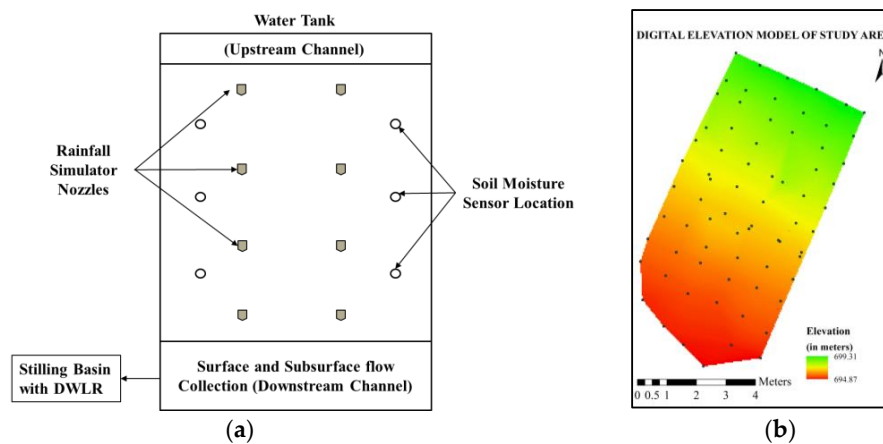 Water Tank
(Upstream Channel)
Rainfall
Simulator
Nozzles
Soil Moisture
Sensor Location
Stilling Basin
with DWLR
Surface and Subsurface flow
Collection (Downstream Channel)
(a)
DIGITAL ELEVATION MODEL OF STUDY ARE
N
Elevation
(in meters)
699.31
694.87
Meters
0 0.5 1 2 3 4
(b)